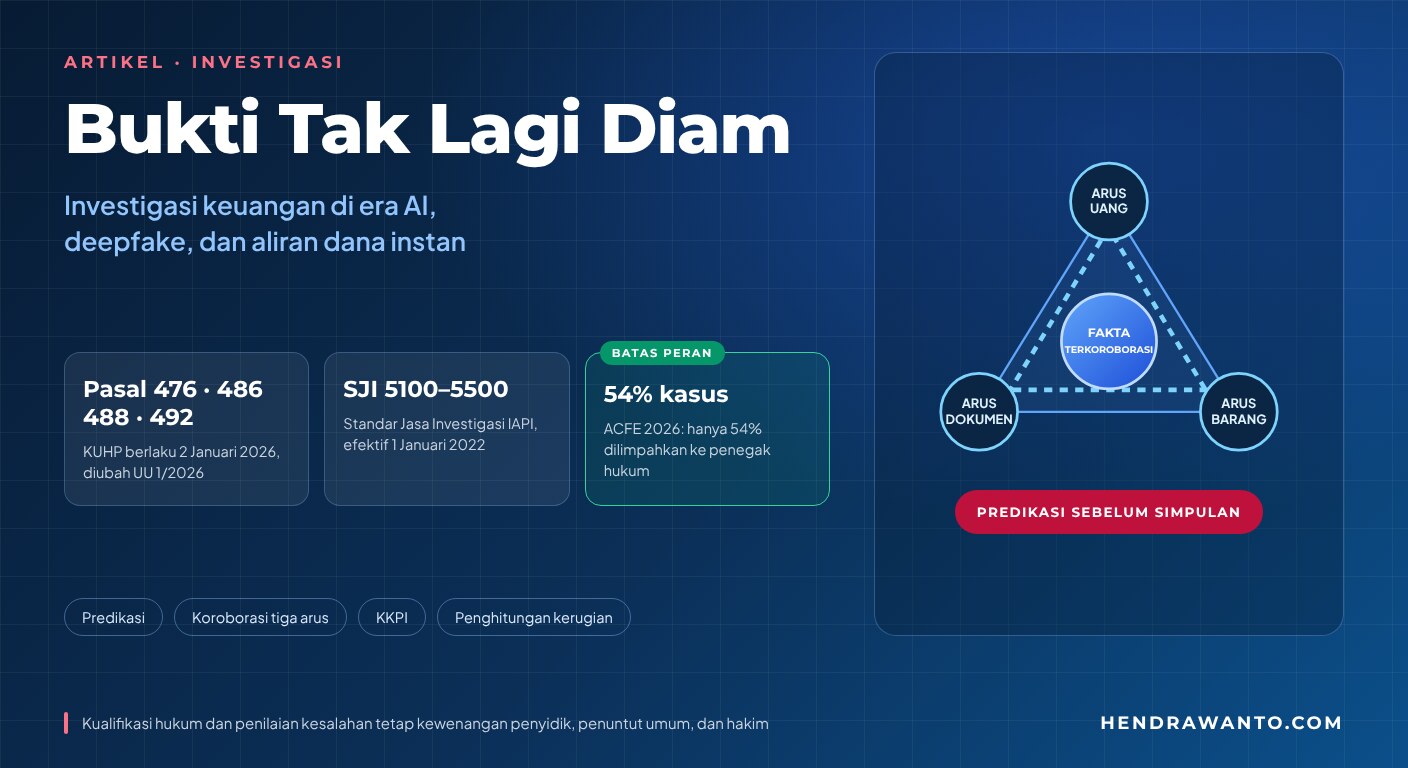 ARTIKEL · INVESTIGASI
Bukti Tak Lagi Diam
Investigasi keuangan di era AI,
deepfake, dan aliran dana instan
Pasal 476 · 486
488 · 492
KUHP berlaku 2 Januari 2026,
diubah UU 1/2026
SJI 5100–5500
Standar Jasa Investigasi IAPI,
efektif 1 Januari 2022
BATAS PERAN
54% kasus
ACFE 2026: hanya 54%
dilimpahkan ke penegak
hukum
Predikasi
Koroborasi tiga arus
KKPI
Penghitungan kerugian
ARUS
UANG
FAKTA
TERKOROBORASI
ARUS
DOKUMEN
ARUS
BARANG
PREDIKASI SEBELUM SIMPULAN
Kualifikasi hukum dan penilaian kesalahan tetap kewenangan penyidik, penuntut umum, dan hakim
HENDRAWANTO.COM